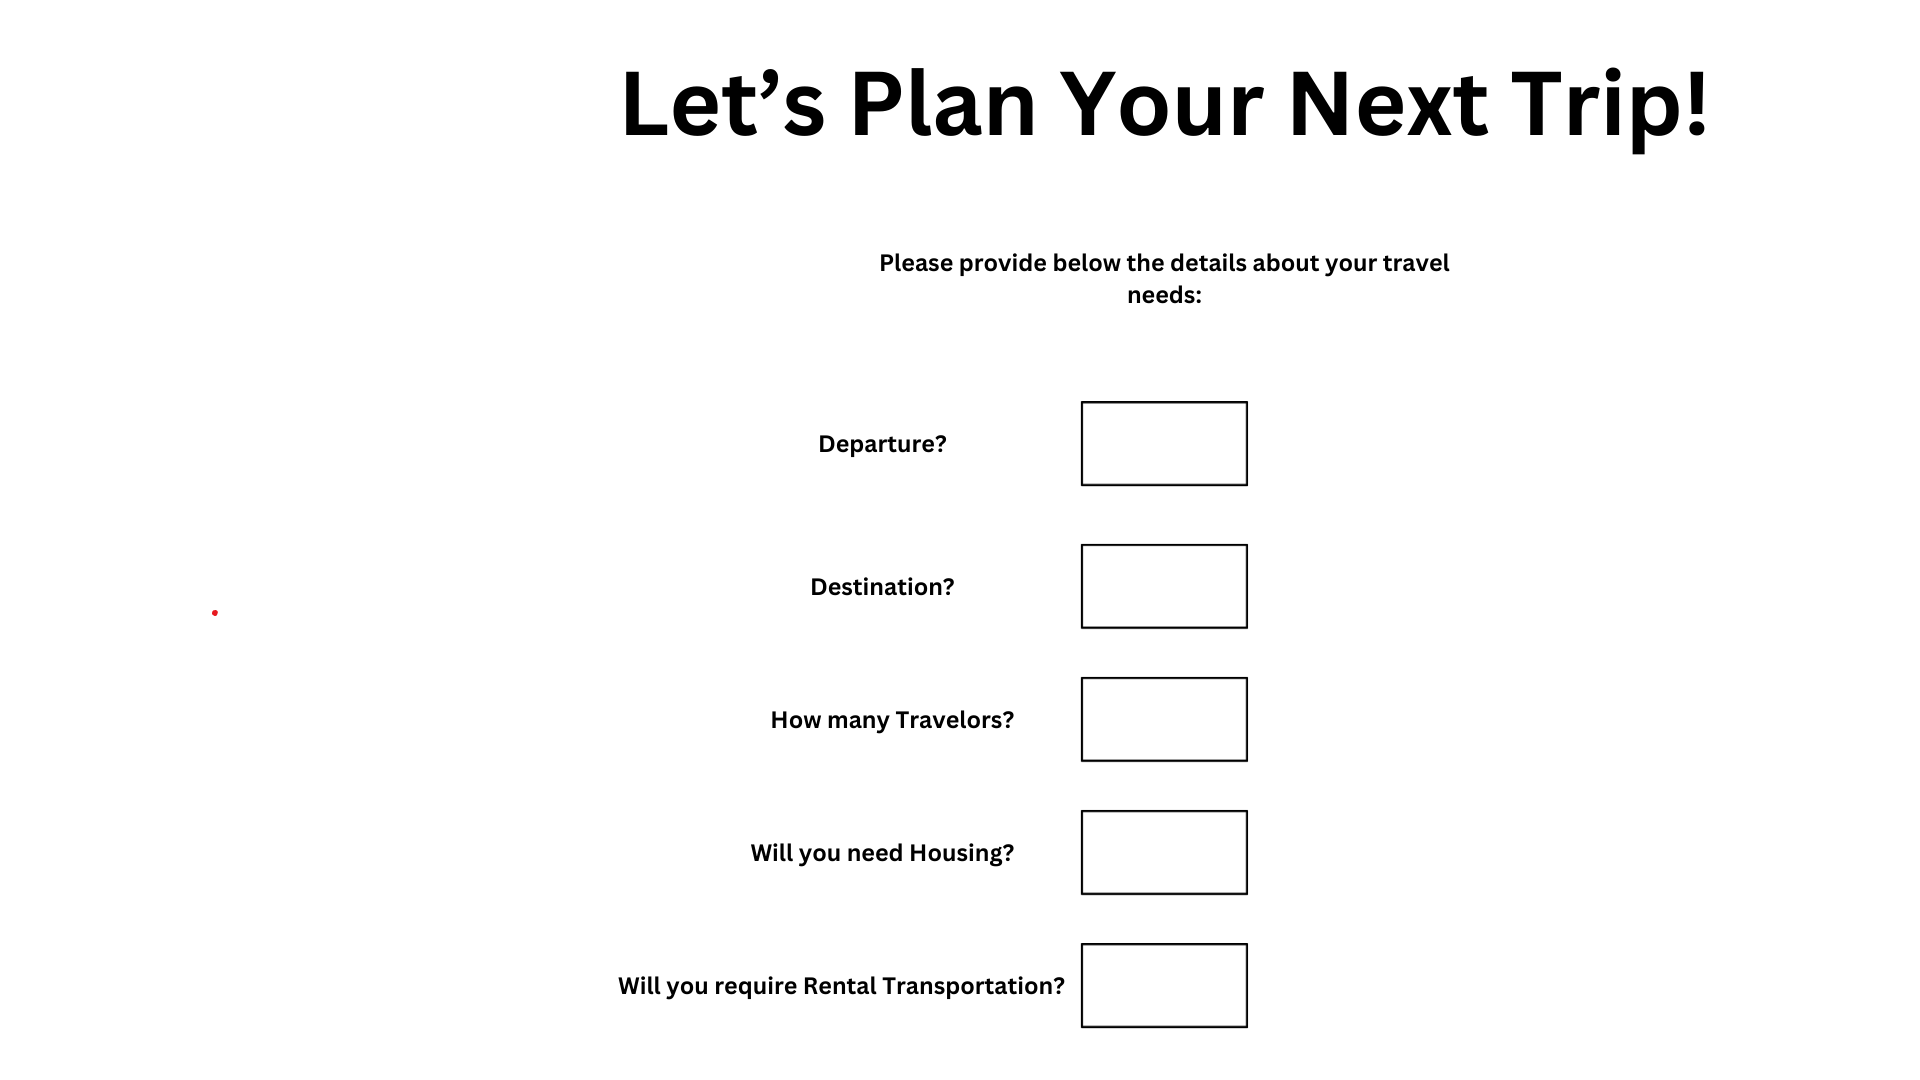 Let’s Plan Your Next Trip!
Please provide below the details about your travel
needs:
Departure?
Destination?
How many Travelors?
Will you need Housing?
Will you require Rental Transportation?